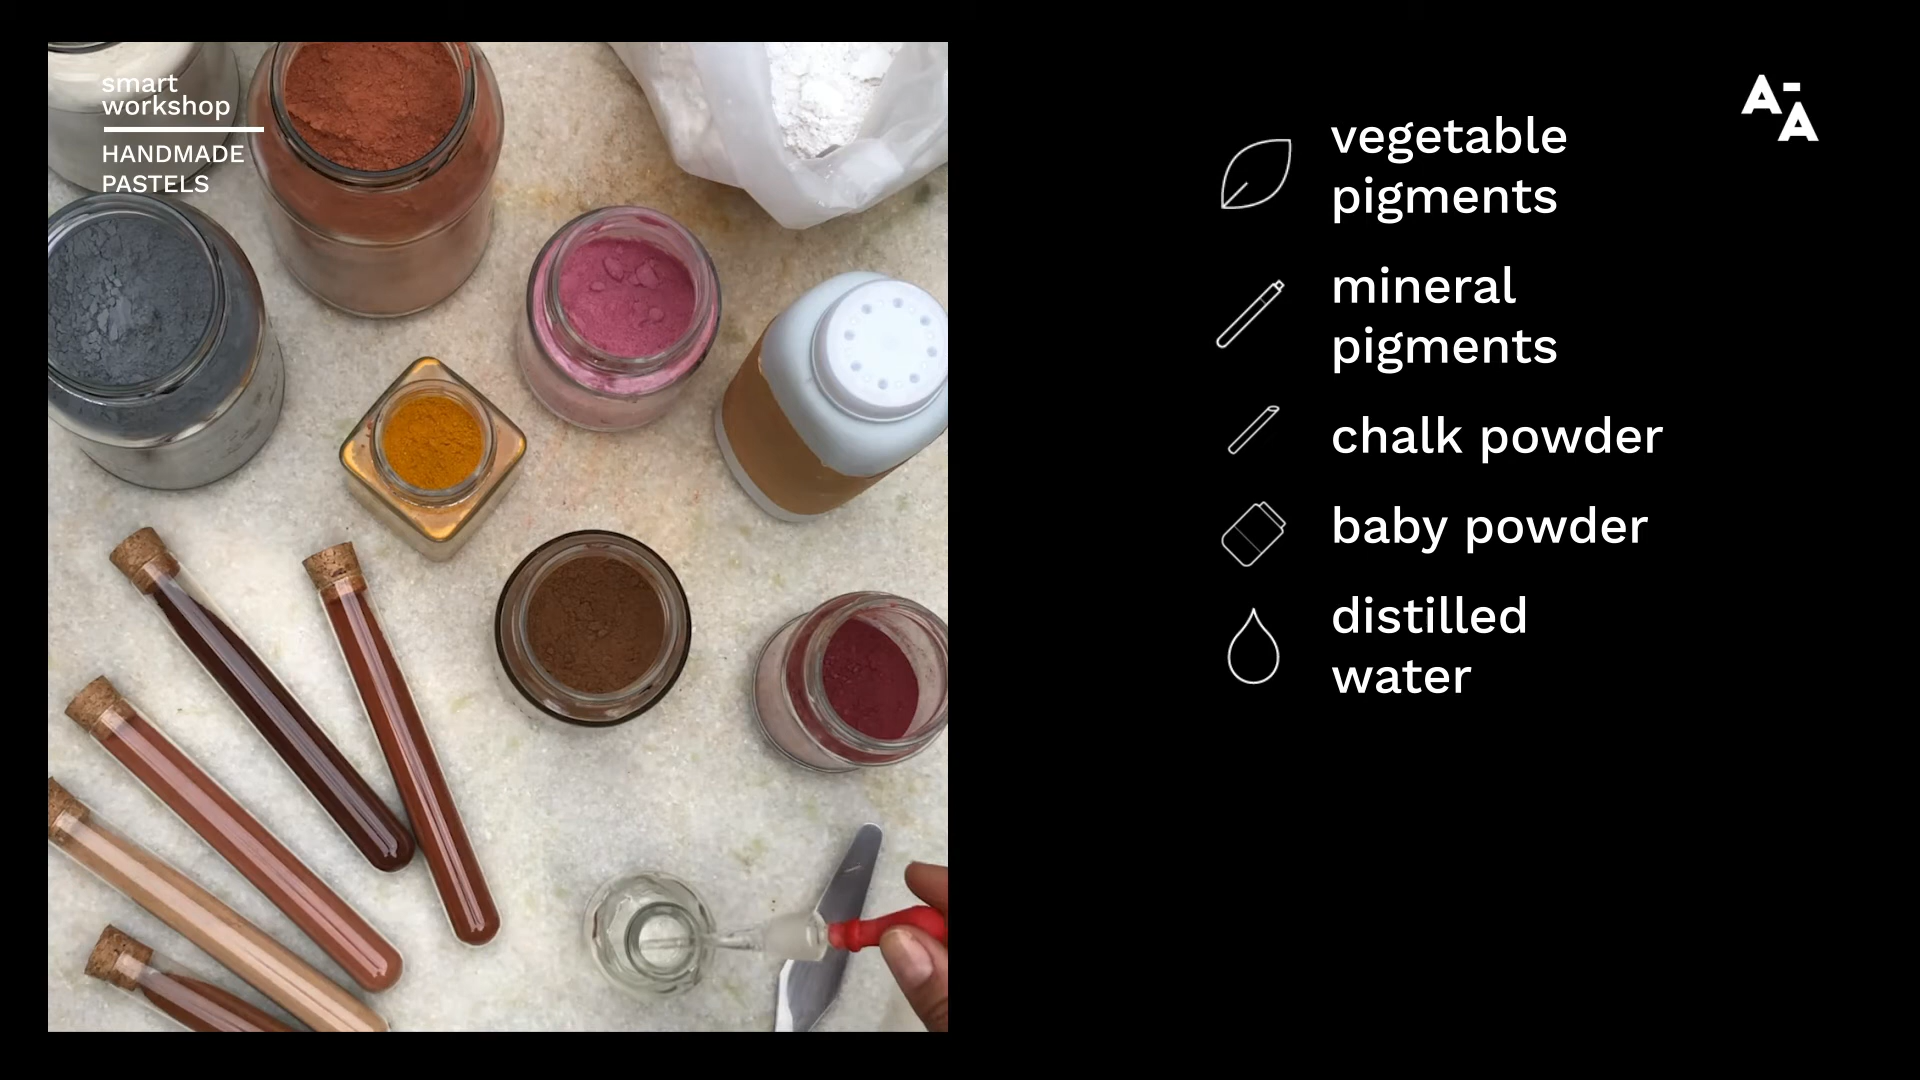 smart
workshop
HANDMADE
PASTELS
A-A
vegetable
pigments
mineral
pigments
chalk powder
baby powder
distilled
water